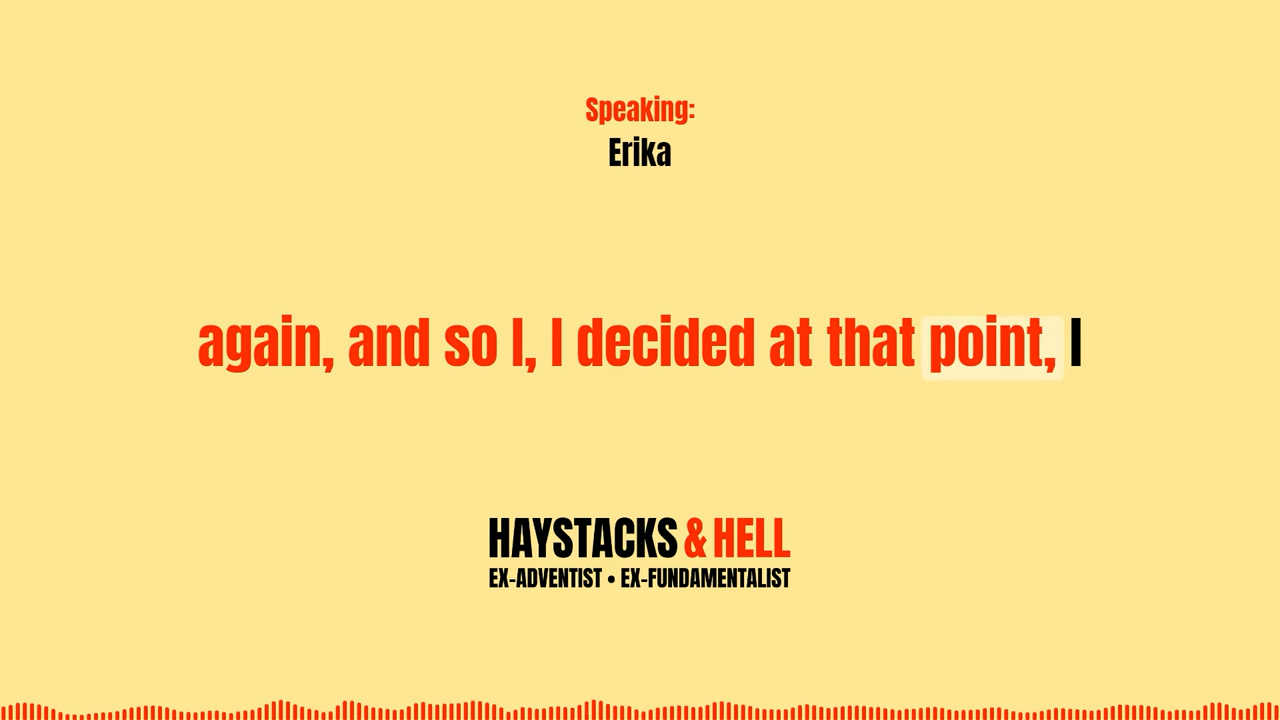 Speaking:
Erika
again, and so I, I decided at that point, I
HAYSTACKS & HELL
EX-ADVENTIST • EX-FUNDAMENTALIST